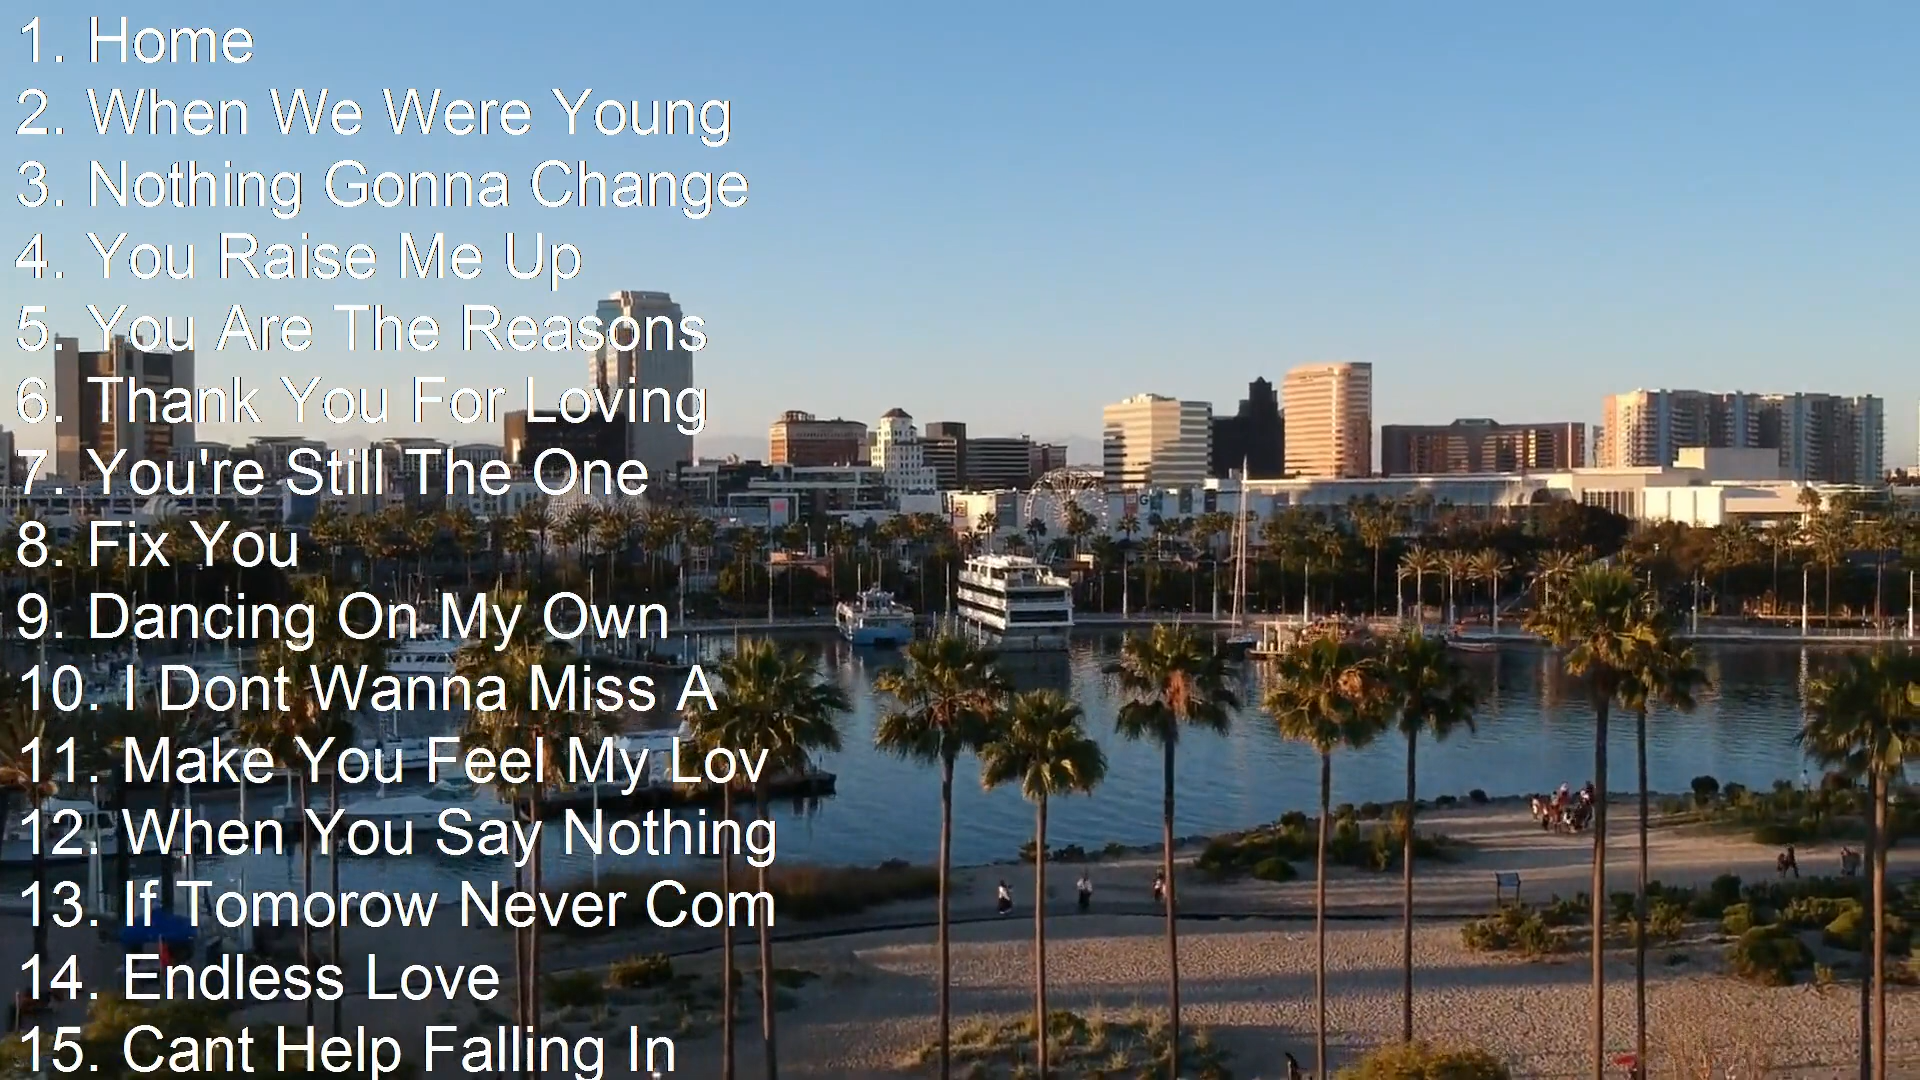 1. Home
2. When We Were Young
3. Nothing Gonna Change
4. You Raise Me Up
5. You Are The Reasons
6. Thank You For Loving
7. You're Still The One
8. Fix You
9. Dancing On My Own
10. I Dont Wanna Miss A
11. Make You Feel My Lov
12. When You Say Nothing
13. If Tomorow Never Com
14. Endless Love
15. Cant Help Falling In